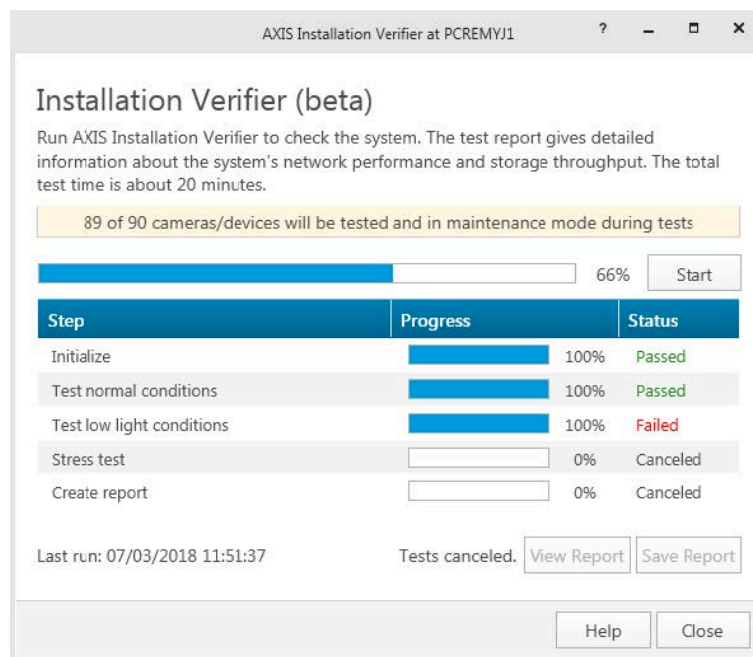 AXIS Installation Verifier at PCREMYJ1
Installation Verifier (beta)
Run AXIS Installation Verifier to check the system. The test report gives detailed
information about the system's network performance and storage throughput. The total
test time is about 20 minutes.
89 of 90 cameras/devices will be tested and in maintenance mode during tests
66% Start
Step Progress Status
Initialize 100% Passed
Test normal conditions 100% Passed
Test low light conditions 100% Failed
Stress test 0% Canceled
Create report 0% Canceled
Last run: 07/03/2018 11:51:37 Tests canceled. View Report Save Report
Help Close